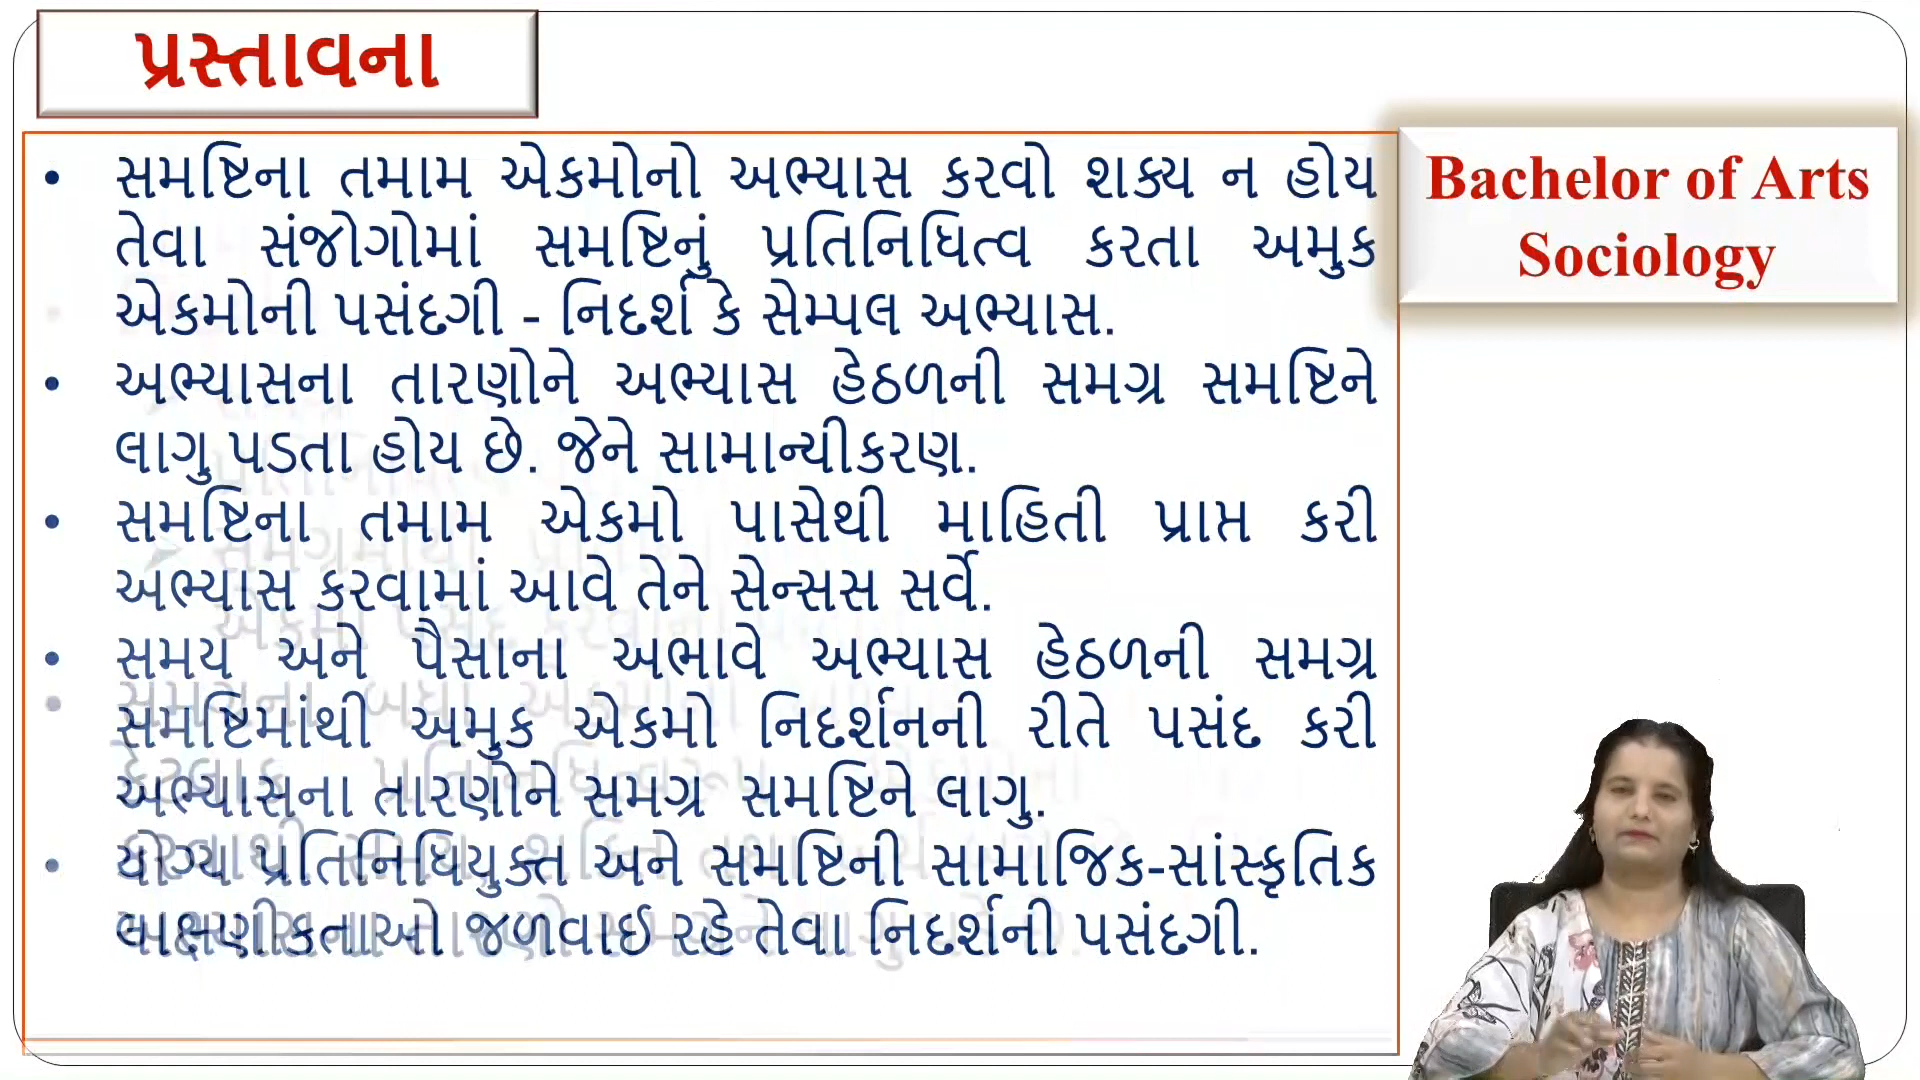 પ્રસ્તાવના
• સમષ્ટિના તમામ એકમોનો અભ્યાસ કરવો શક્ય ન હોય
તેવા સંજોગોમાં સમષ્ટિનું પ્રતિનિધિત્વ કરતા અમુક
એકમોની પસંદગી - નિદર્શ કે સેમ્પલ અભ્યાસ.
• અભ્યાસના તારણોને અભ્યાસ હેઠળની સમગ્ર સમષ્ટિને
લાગુ પડતા હોય છે. જેને સામાન્યીકરણ.
• સમષ્ટિના તમામ એકમો પાસેથી માહિતી પ્રાપ્ત કરી
અભ્યાસ કરવામાં આવે તેને સેન્સસ સર્વે.
• સમય અને પૈસાના અભાવે અભ્યાસ હેઠળની સમગ્ર
સમષ્ટિમાંથી અમુક એકમો નિદર્શનની રીતે પસંદ કરી
અભ્યાસના તારણોને સમગ્ર સમષ્ટિને લાગુ.
• યોગ્ય પ્રતિનિધિયુક્ત અને સમષ્ટિની સામાજિક-સાંસ્કૃતિક
લાક્ષણીકતાઓ જળવાઈ રહે તેવા નિદર્શની પસંદગી.
Bachelor of Arts
Sociology